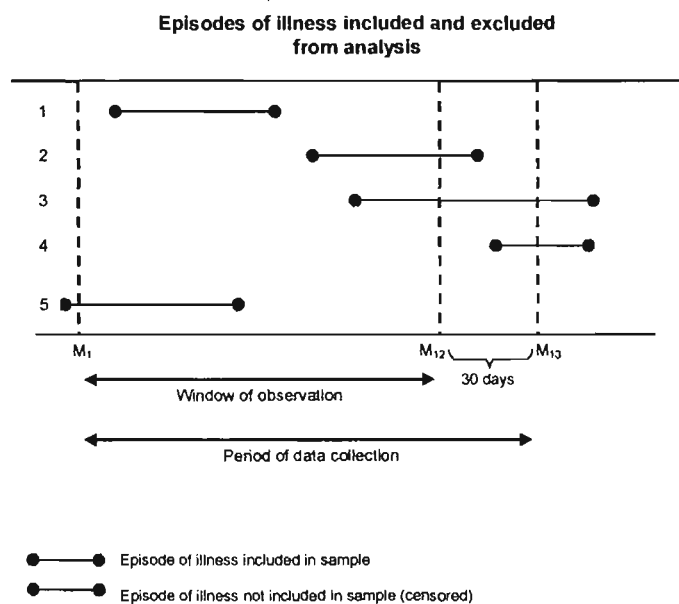 Episodes of illness included and excluded
from analysis
1
2
3
4
5
M1 M12 M13
30 days
Window of observation
Period of data collection
Episode of illness included in sample
Episode of illness not included in sample (censored)